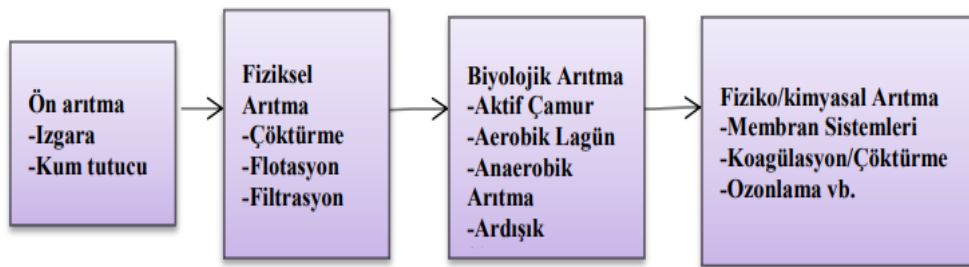 Ön arıtma
-Izgara
-Kum tutucu
Fiziksel
Arıtma
-Çöktürme
-Flotasyon
-Filtrasyon
Biyolojik Arıtma
-Aktif Çamur
-Aerobik Lagün
-Anaerobik
Arıtma
-Ardışık
Fiziko/kimyasal Arıtma
-Membran Sistemleri
-Koagülasyon/Çöktürme
-Ozonlama vb.